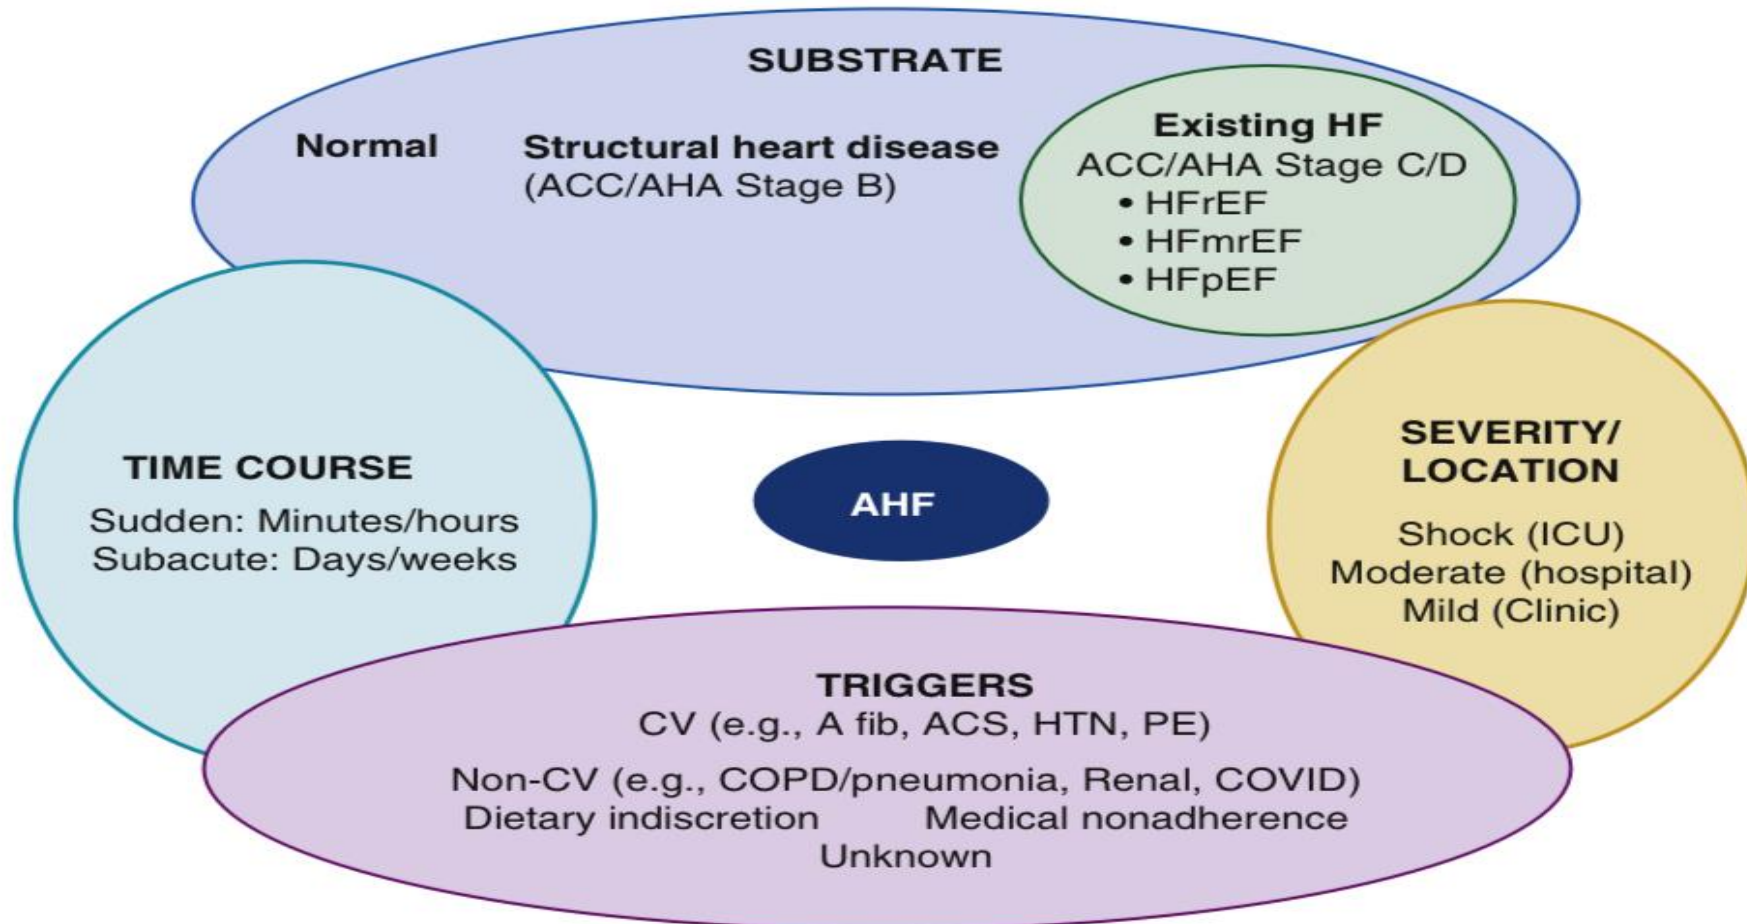 SUBSTRATE
Normal
Structural heart disease
(ACC/AHA Stage B)
Existing HF
ACC/AHA Stage C/D
• HFrEF
• HFmrEF
• HFpEF
TIME COURSE
Sudden: Minutes/hours
Subacute: Days/weeks
AHF
SEVERITY/
LOCATION
Shock (ICU)
Moderate (hospital)
Mild (Clinic)
TRIGGERS
CV (e.g., A fib, ACS, HTN, PE)
Non-CV (e.g., COPD/pneumonia, Renal, COVID)
Dietary indiscretion Medical nonadherence
Unknown